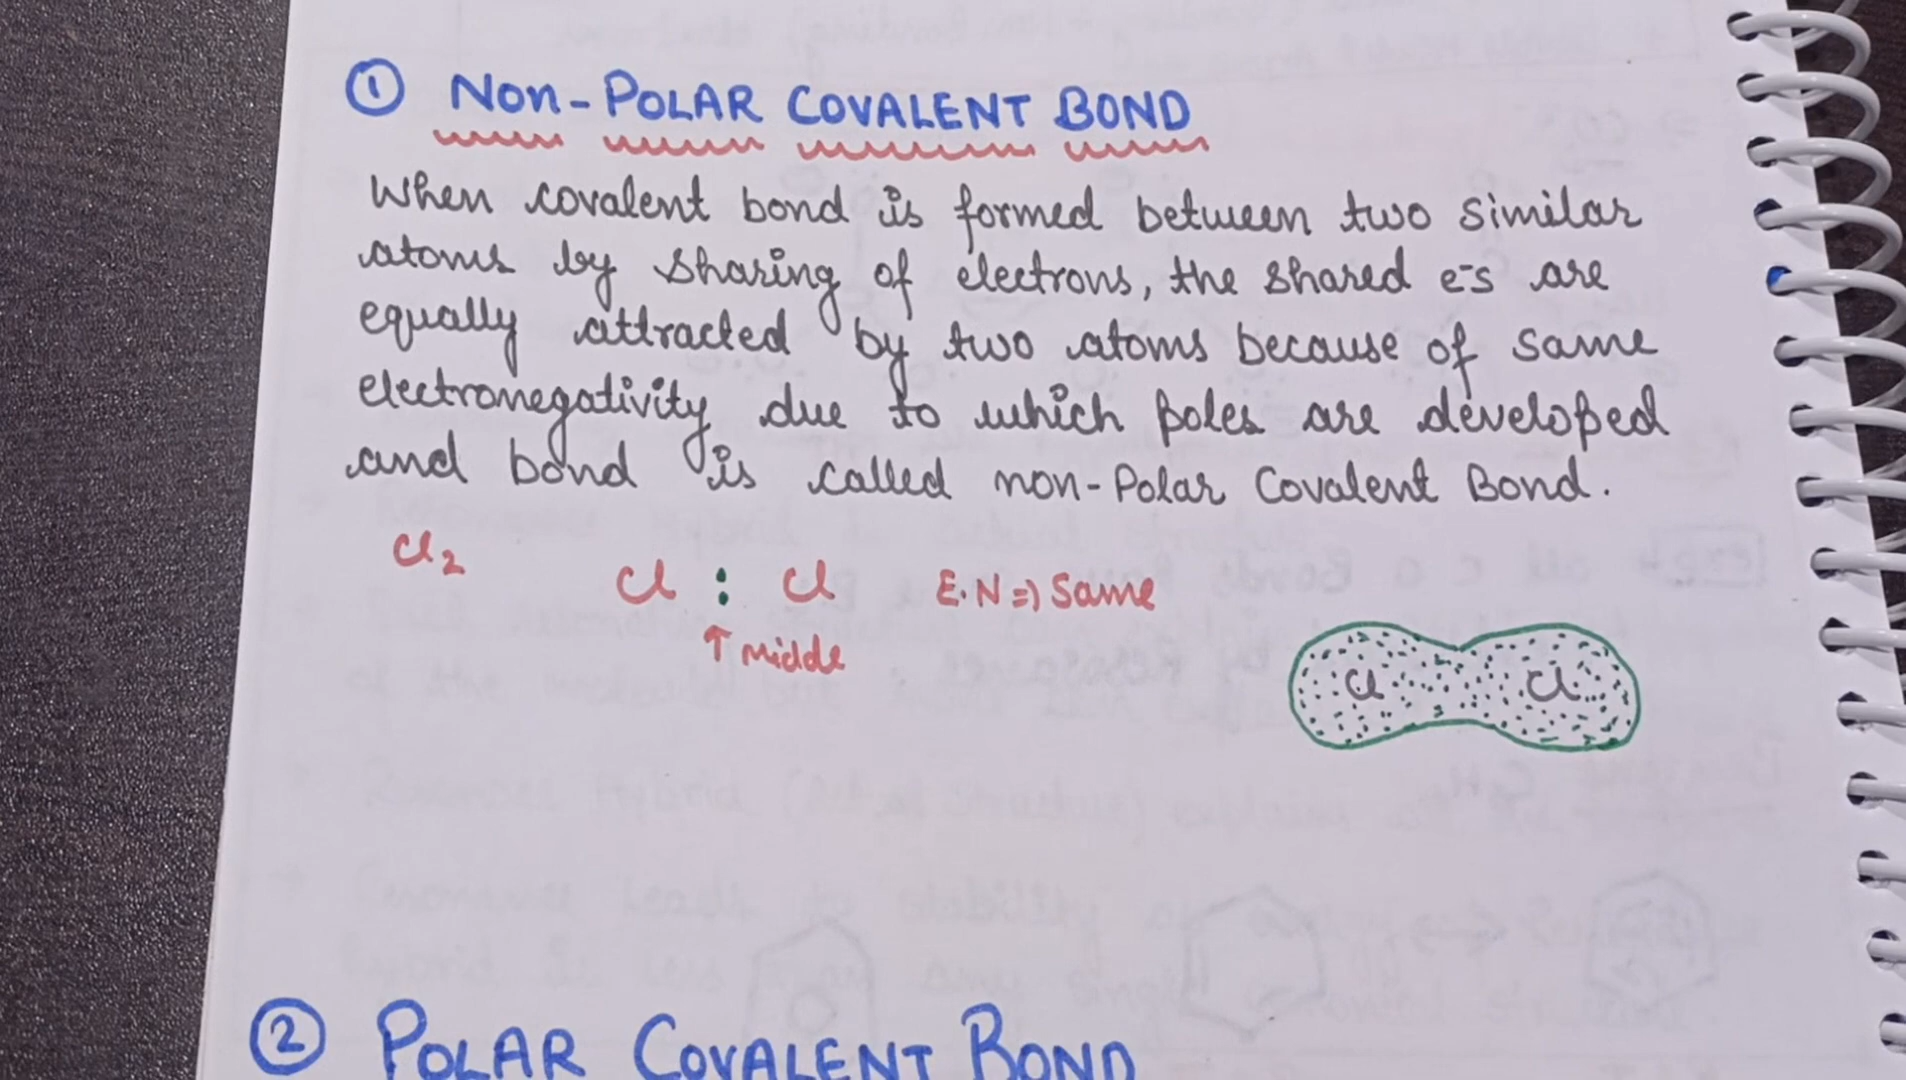 ① NON-POLAR COVALENT BOND
When covalent bond is formed between two similar
atoms by sharing of electrons, the shared e-s are
equally attracted by two atoms because of same
electronegativity due to which poles are developed
and bond is called non-Polar Covalent Bond.
Cl2 Cl : Cl E.N => Same
↑ Middle
Cl Cl
② POLAR COVALENT BOND